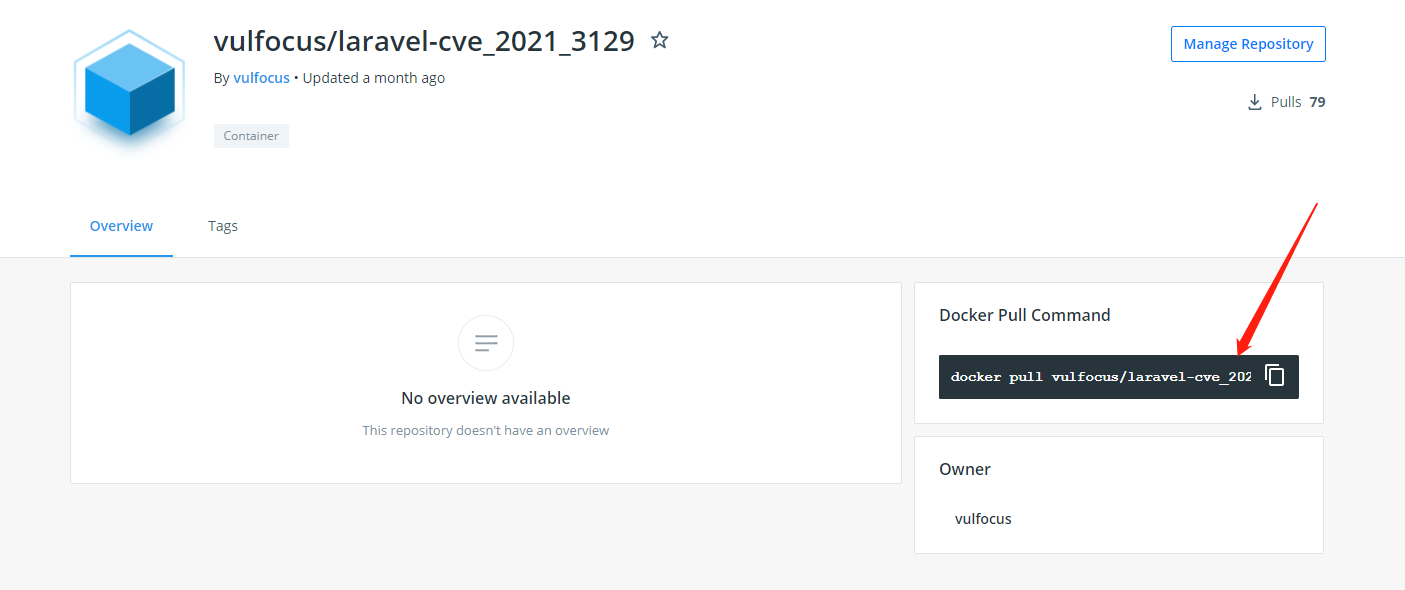 vulfocus/laravel-cve_2021_3129
By vulfocus • Updated a month ago
Container
Manage Repository
Pulls 79
Overview
Tags
No overview available
This repository doesn't have an overview
Docker Pull Command
docker pull vulfocus/laravel-cve_202
Owner
vulfocus